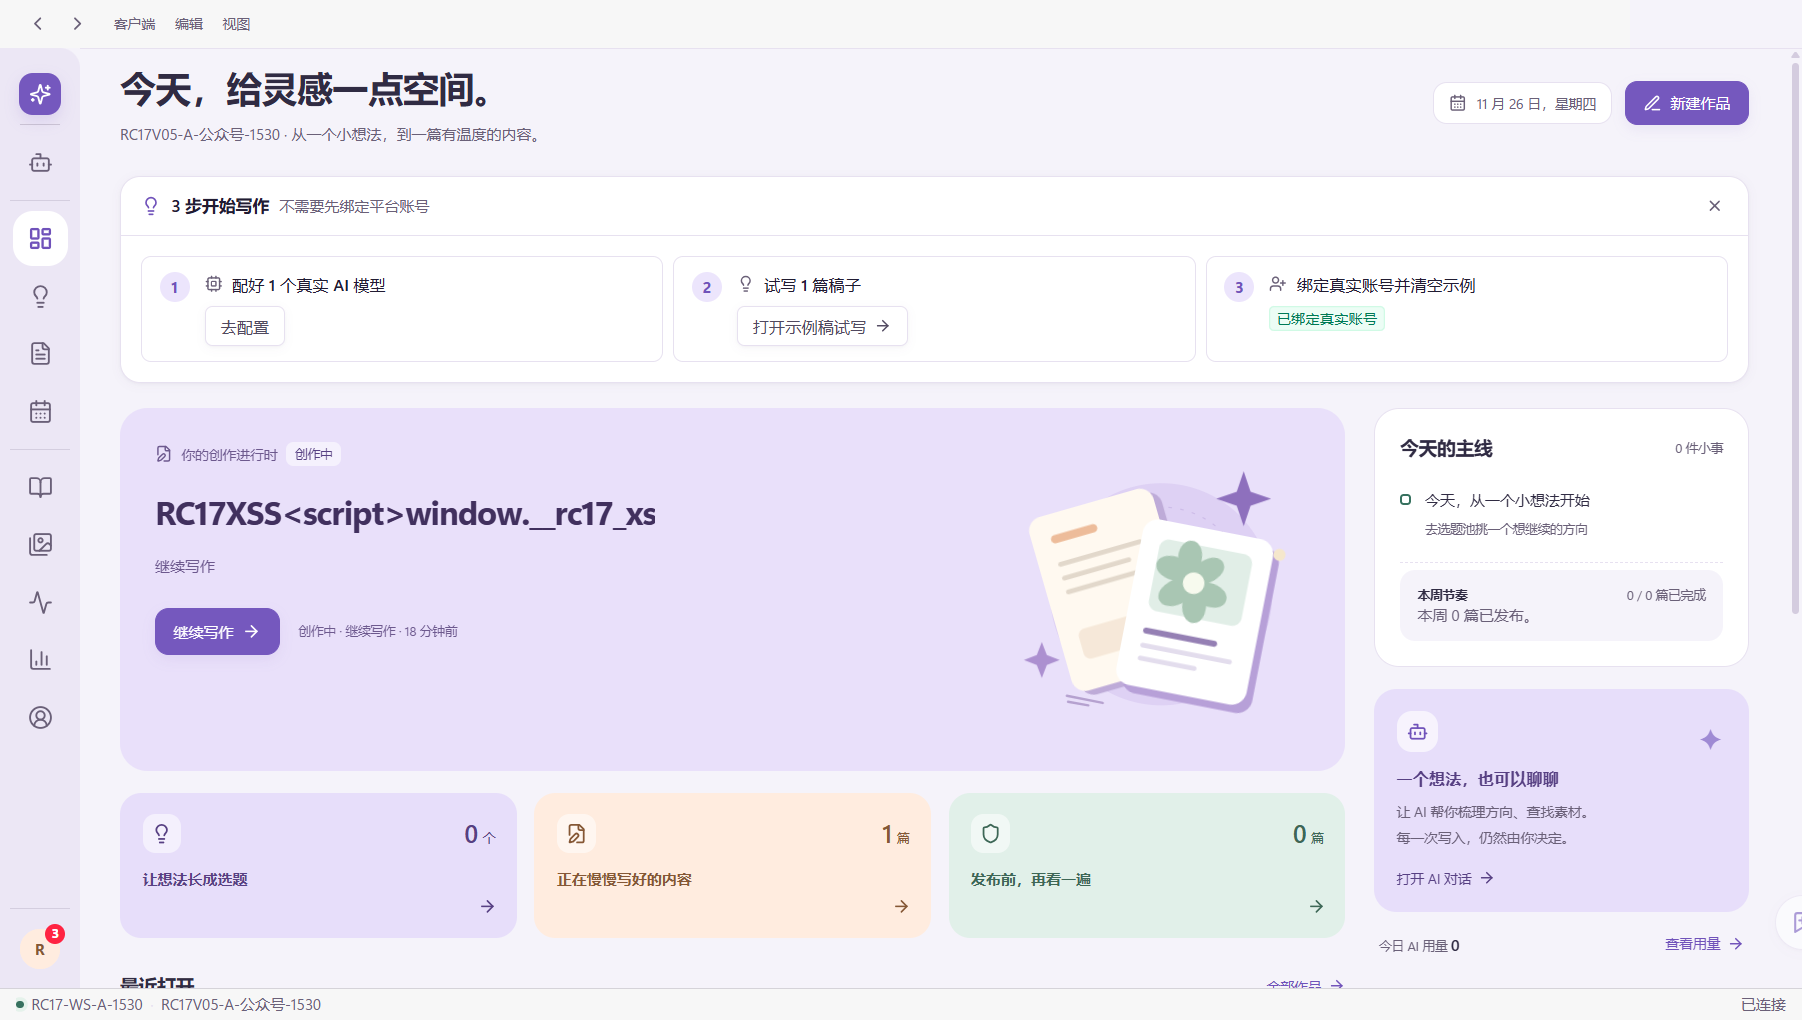 客户端 编辑 视图
今天，给灵感一点空间。
RC17V05-A-公众号-1530 · 从一个小想法，到一篇有温度的内容。
11 月 26 日，星期四
新建作品
3 步开始写作 不需要先绑定平台账号
1 配好 1 个真实 AI 模型
去配置
2 试写 1 篇稿子
打开示例稿试写
3 绑定真实账号并清空示例
已绑定真实账号
你的创作进行时 创作中
RC17XSS<script>window.__rc17_xs
继续写作
继续写作 创作中 · 继续写作 · 18 分钟前
今天的主线 0 件小事
今天，从一个小想法开始
去选题池挑一个想继续的方向
本周节奏 0 / 0 篇已完成
本周 0 篇已发布。
一个想法，也可以聊聊
让 AI 帮你梳理方向、查找素材。
每一次写入，仍然由你决定。
打开 AI 对话
今日 AI 用量 0 查看用量
0 个
让想法长成选题
1 篇
正在慢慢写好的内容
0 篇
发布前，再看一遍
最近打开 全部作品
3
R
RC17-WS-A-1530 RC17V05-A-公众号-1530 已连接